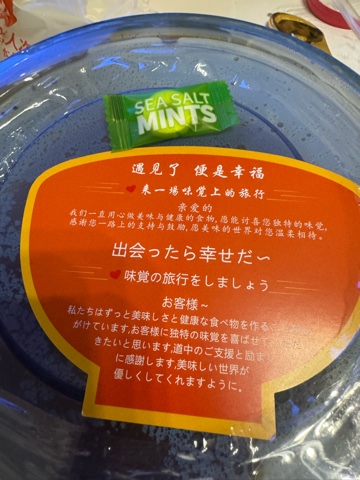 SEA SALT
MINTS
遇见了 便是幸福
来一場味觉上的旅行
亲爱的
我们一直用心做美味与健康的食物,愿能讨喜您独特的味觉,
感谢您一路上的支持与鼓励,愿美味的世界对您温柔相待。
出会ったら幸せだ~
味覚の旅行をしましょう
お客様~
私たちはずっと美味しさと健康な食べ物を作るこ
がけています,お客様に独特の味覚を喜ばせて
きたいと思います,道中のご支援と励まし
に感謝します,美味しい世界が
優しくしてくれますように。